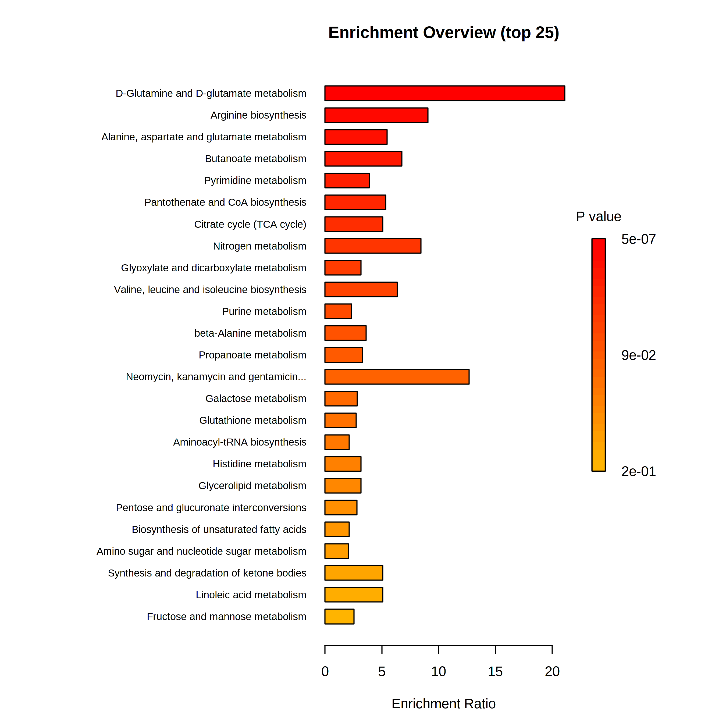 Enrichment Overview (top 25)
D-Glutamine and D-glutamate metabolism
Arginine biosynthesis
Alanine, aspartate and glutamate metabolism
Butanoate metabolism
Pyrimidine metabolism
Pantothenate and CoA biosynthesis
Citrate cycle (TCA cycle)
Nitrogen metabolism
Glyoxylate and dicarboxylate metabolism
Valine, leucine and isoleucine biosynthesis
Purine metabolism
beta-Alanine metabolism
Propanoate metabolism
Neomycin, kanamycin and gentamicin...
Galactose metabolism
Glutathione metabolism
Aminoacyl-tRNA biosynthesis
Histidine metabolism
Glycerolipid metabolism
Pentose and glucuronate interconversions
Biosynthesis of unsaturated fatty acids
Amino sugar and nucleotide sugar metabolism
Synthesis and degradation of ketone bodies
Linoleic acid metabolism
Fructose and mannose metabolism
0 5 10 15 20
Enrichment Ratio
P value
5e-07
9e-02
2e-01